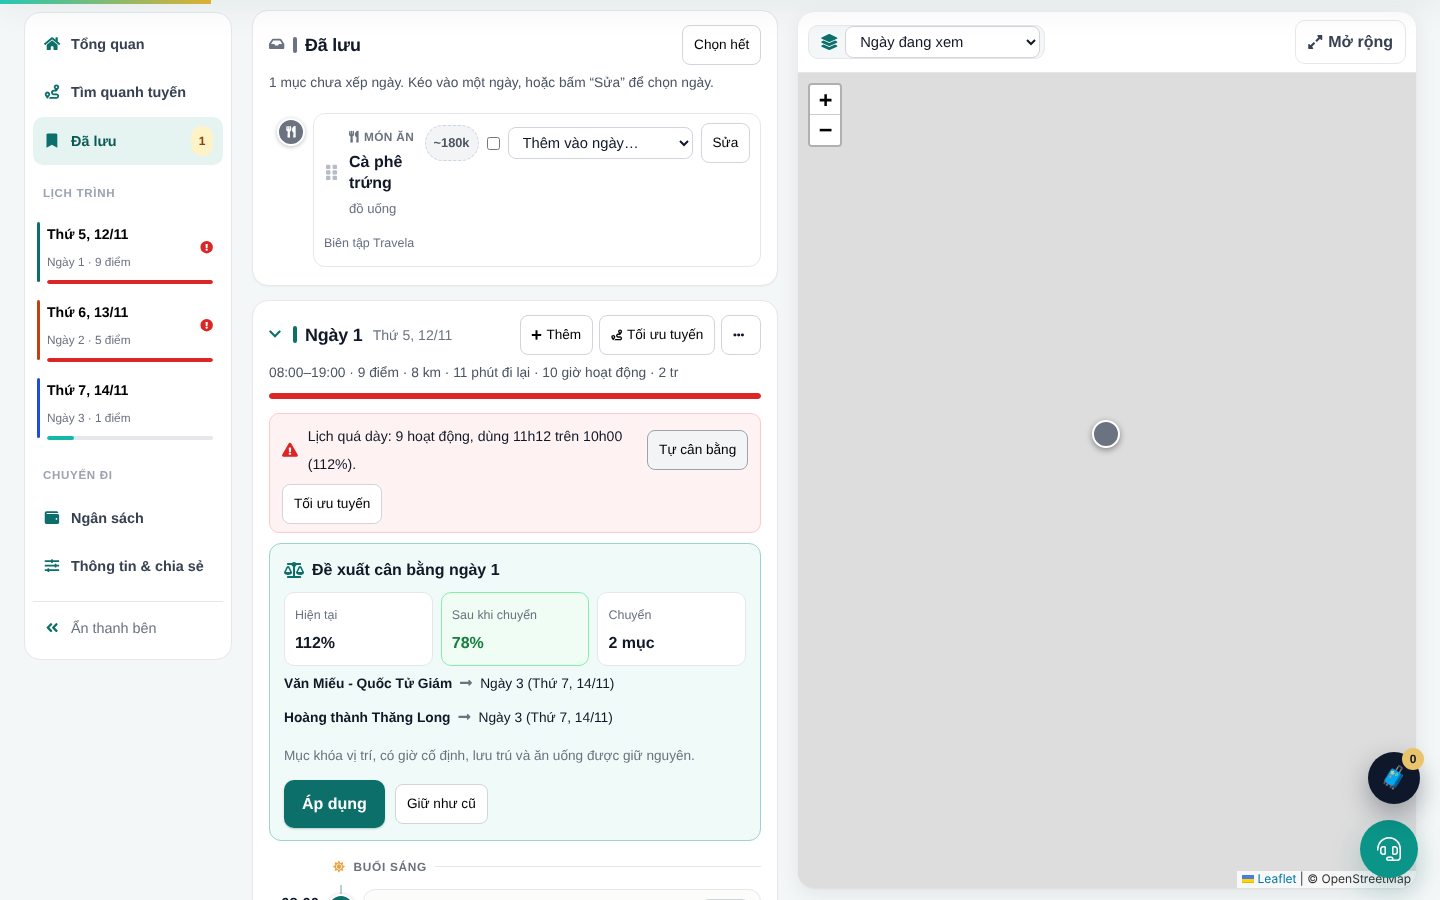 Tổng quan
Tìm quanh tuyến
Đã lưu
1
LỊCH TRÌNH
Thứ 5, 12/11
Ngày 1 · 9 điểm
Thứ 6, 13/11
Ngày 2 · 5 điểm
Thứ 7, 14/11
Ngày 3 · 1 điểm
CHUYẾN ĐI
Ngân sách
Thông tin & chia sẻ
Ẩn thanh bên
Đã lưu
Chọn hết
1 mục chưa xếp ngày. Kéo vào một ngày, hoặc bấm “Sửa” để chọn ngày.
MÓN ĂN
Cà phê
trứng
đồ uống
Biên tập Travela
~180k
Thêm vào ngày…
Sửa
Ngày 1 Thứ 5, 12/11
+ Thêm
Tối ưu tuyến
08:00–19:00 · 9 điểm · 8 km · 11 phút đi lại · 10 giờ hoạt động · 2 tr
Lịch quá dày: 9 hoạt động, dùng 11h12 trên 10h00
(112%).
Tự cân bằng
Tối ưu tuyến
Đề xuất cân bằng ngày 1
Hiện tại
112%
Sau khi chuyển
78%
Chuyển
2 mục
Văn Miếu - Quốc Tử Giám → Ngày 3 (Thứ 7, 14/11)
Hoàng thành Thăng Long → Ngày 3 (Thứ 7, 14/11)
Mục khóa vị trí, có giờ cố định, lưu trú và ăn uống được giữ nguyên.
Áp dụng
Giữ như cũ
BUỔI SÁNG
Ngày đang xem
Mở rộng
+
−
0
Leaflet | © OpenStreetMap